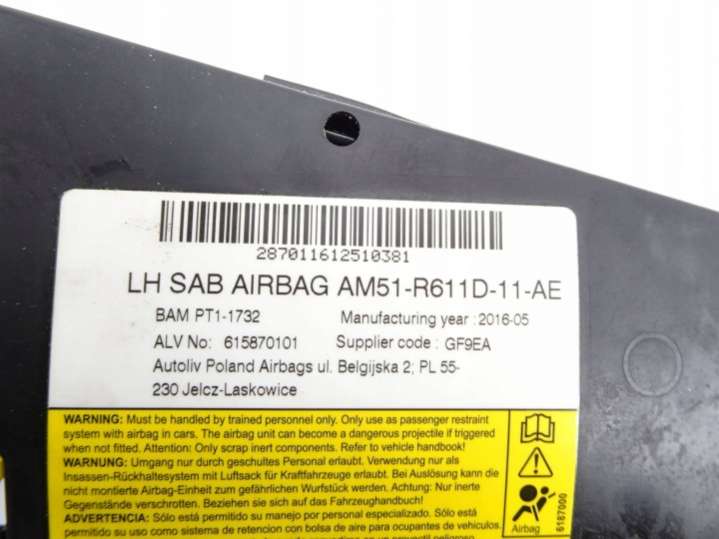 287011612510381
LH SAB AIRBAG AM51-R611D-11-AE
BAM PT1-1732 Manufacturing year :2016-05
ALV No: 615870101 Supplier code : GF9EA
Autoliv Poland Airbags ul. Belgijska 2; PL 55-
230 Jelcz-Laskowice
WARNING: Must be handled by trained personnel only. Only use as passenger restraint
system with airbag in cars. The airbag unit can become a dangerous projectile if triggered
when not fitted. Attention: Only scrap inert components. Refer to vehicle handbook!
WARNUNG: Umgang nur durch geschultes Personal erlaubt. Verwendung nur als
Insassen-Rückhaltesystem mit Luftsack für Kraftfahrzeuge erlaubt. Bei Auslösung kann die
nicht montierte Airbag-Einheit zum gefährlichen Wurfstück werden. Achtung: Nur inerte
Gegenstände verschrotten. Beziehen sie sich auf das Fahrzeughandbuch!
ADVERTENCIA: Sólo está permitido su manejo por personal especializado. Sólo está
permitido su uso como sistema de retencion con bolsa de aire para ocupantes de vehículos.
Airbag
6187000